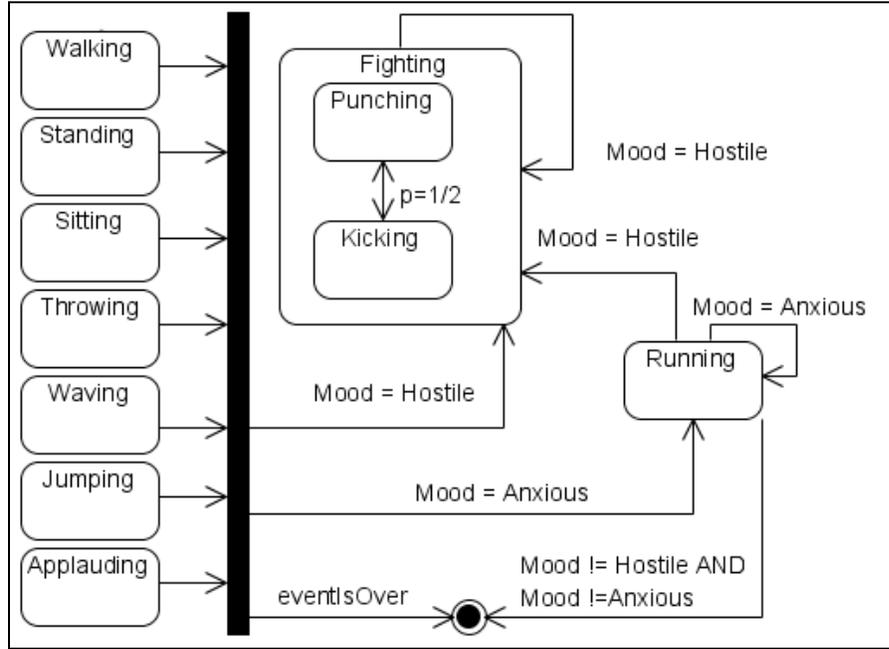 Walking
Standing
Sitting
Throwing
Waving
Jumping
Applauding
Fighting
Punching
p=1/2
Kicking
Mood = Hostile
Mood = Hostile
Mood = Anxious
Running
Mood = Hostile
Mood = Anxious
eventIsOver
Mood != Hostile AND
Mood !=Anxious